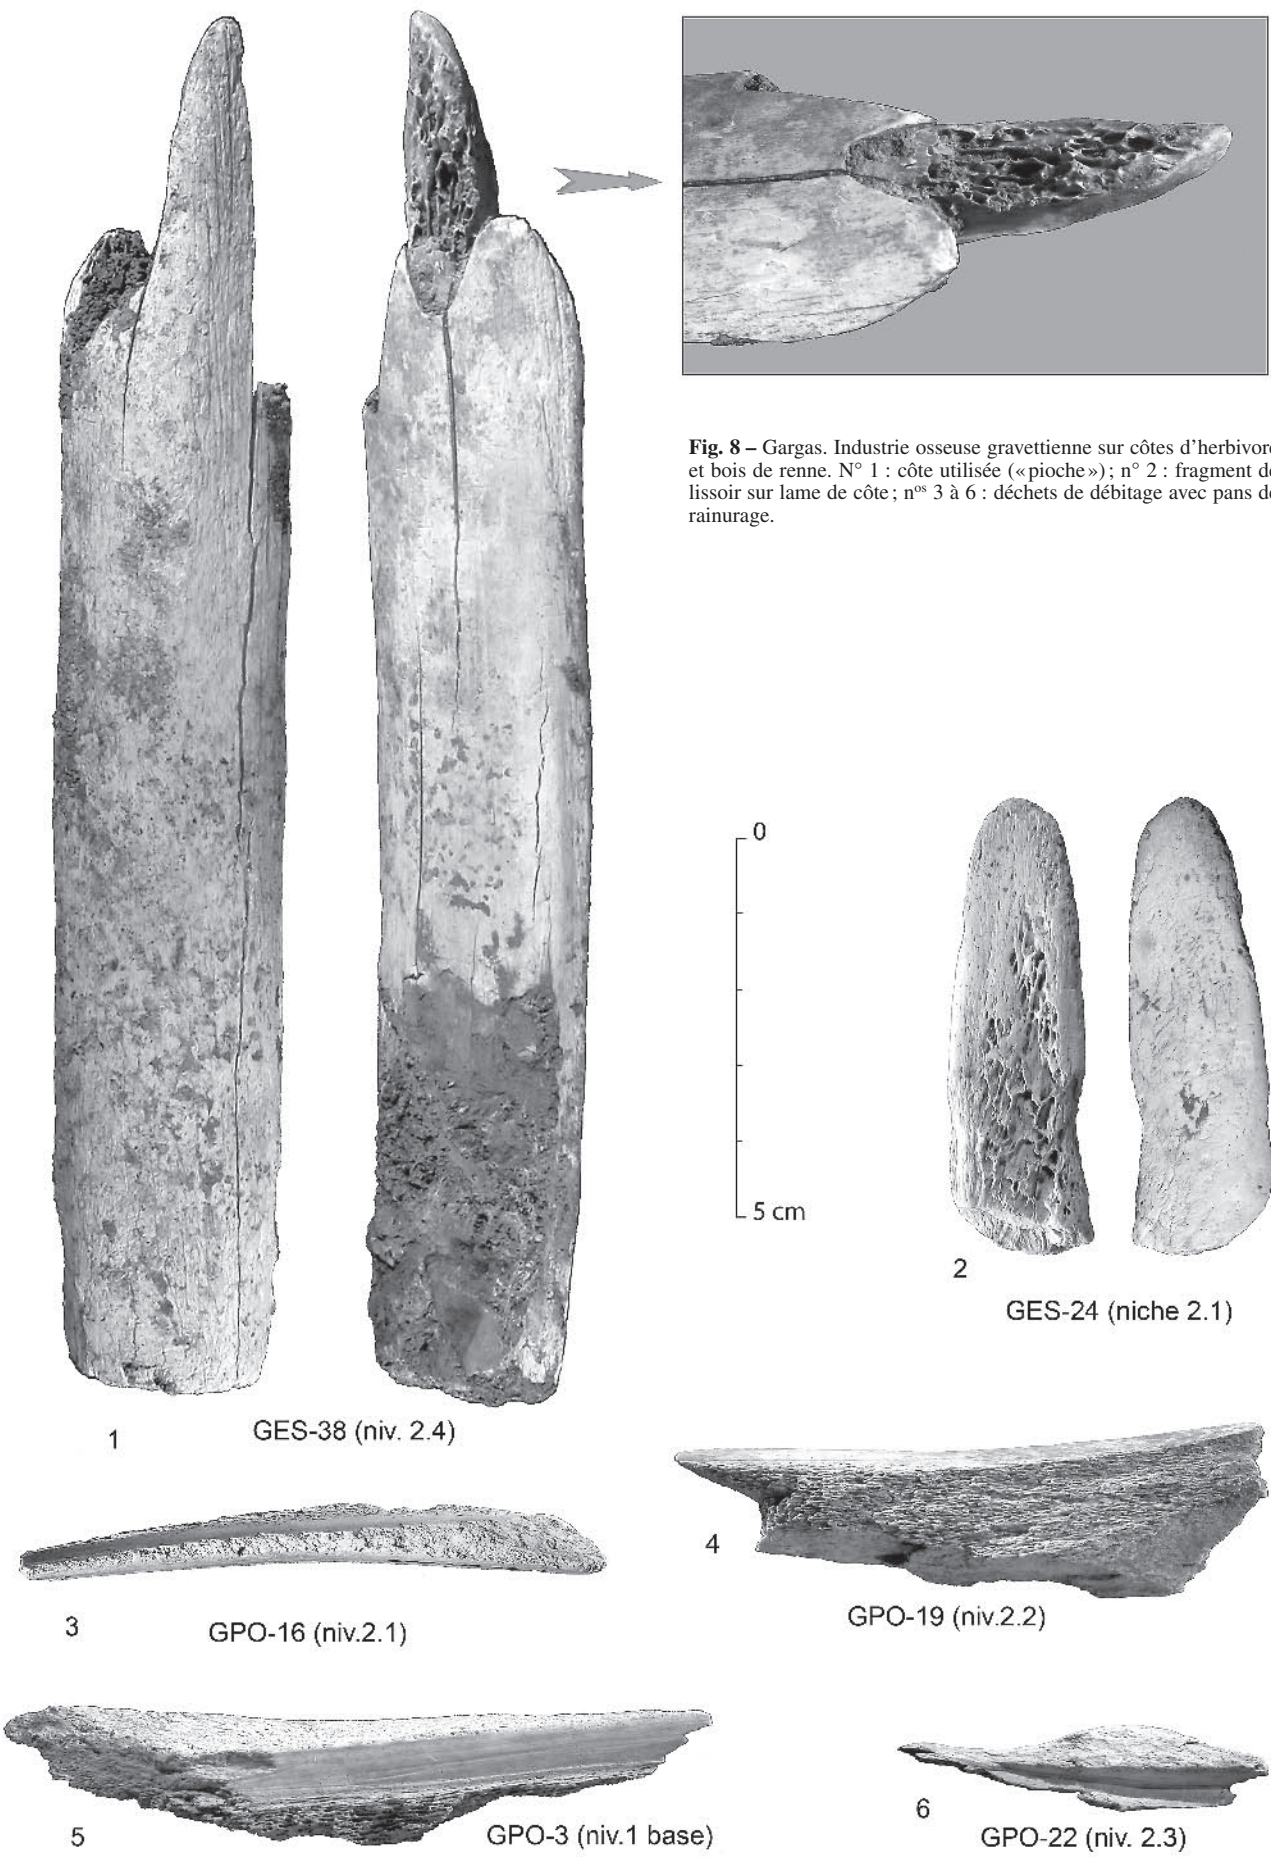 Fig. 8 – Gargas. Industrie osseuse gravettienne sur côtes d'herbivore
et bois de renne. N° 1 : côte utilisée (« pioche ») ; n° 2 : fragment de
lissoir sur lame de côte ; nos 3 à 6 : déchets de débitage avec pans de
rainurage.
0
5 cm
2
GES-24 (niche 2.1)
1
GES-38 (niv. 2.4)
3
GPO-16 (niv.2.1)
4
GPO-19 (niv.2.2)
5
GPO-3 (niv.1 base)
6
GPO-22 (niv. 2.3)